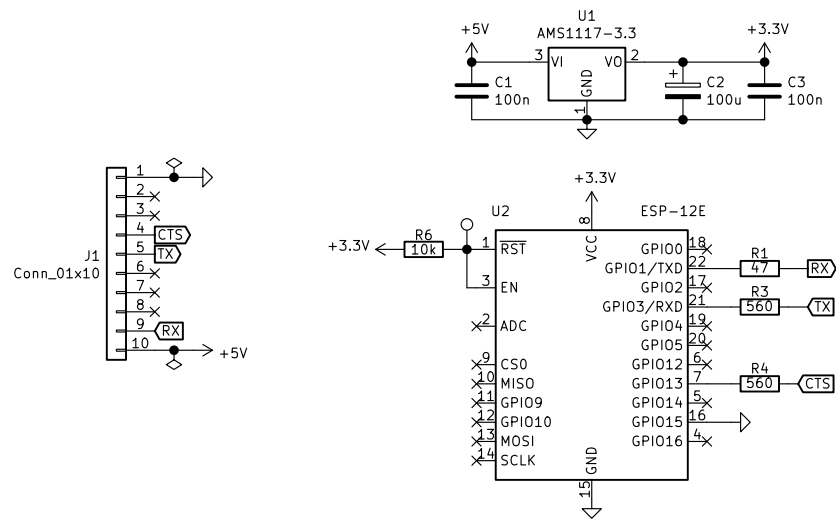 U1
AMS1117-3.3
+5V
+3.3V
3
VI
VO
2
GND
1
C1
100n
C2
100u
+
C3
100n
J1
Conn_01x10
1
2
3
4
CTS
5
TX
6
7
8
9
RX
10
+5V
+3.3V
U2
ESP-12E
8
VCC
+3.3V
R6
10k
1
RST
3
EN
2
ADC
9
CS0
10
MISO
11
GPIO9
12
GPIO10
13
MOSI
14
SCLK
GPIO0
18
GPIO1/TXD
22
R1
47
RX
GPIO2
17
GPIO3/RXD
21
R3
560
TX
GPIO4
19
GPIO5
20
GPIO12
6
GPIO13
7
R4
560
CTS
GPIO14
5
GPIO15
16
GPIO16
4
GND
15